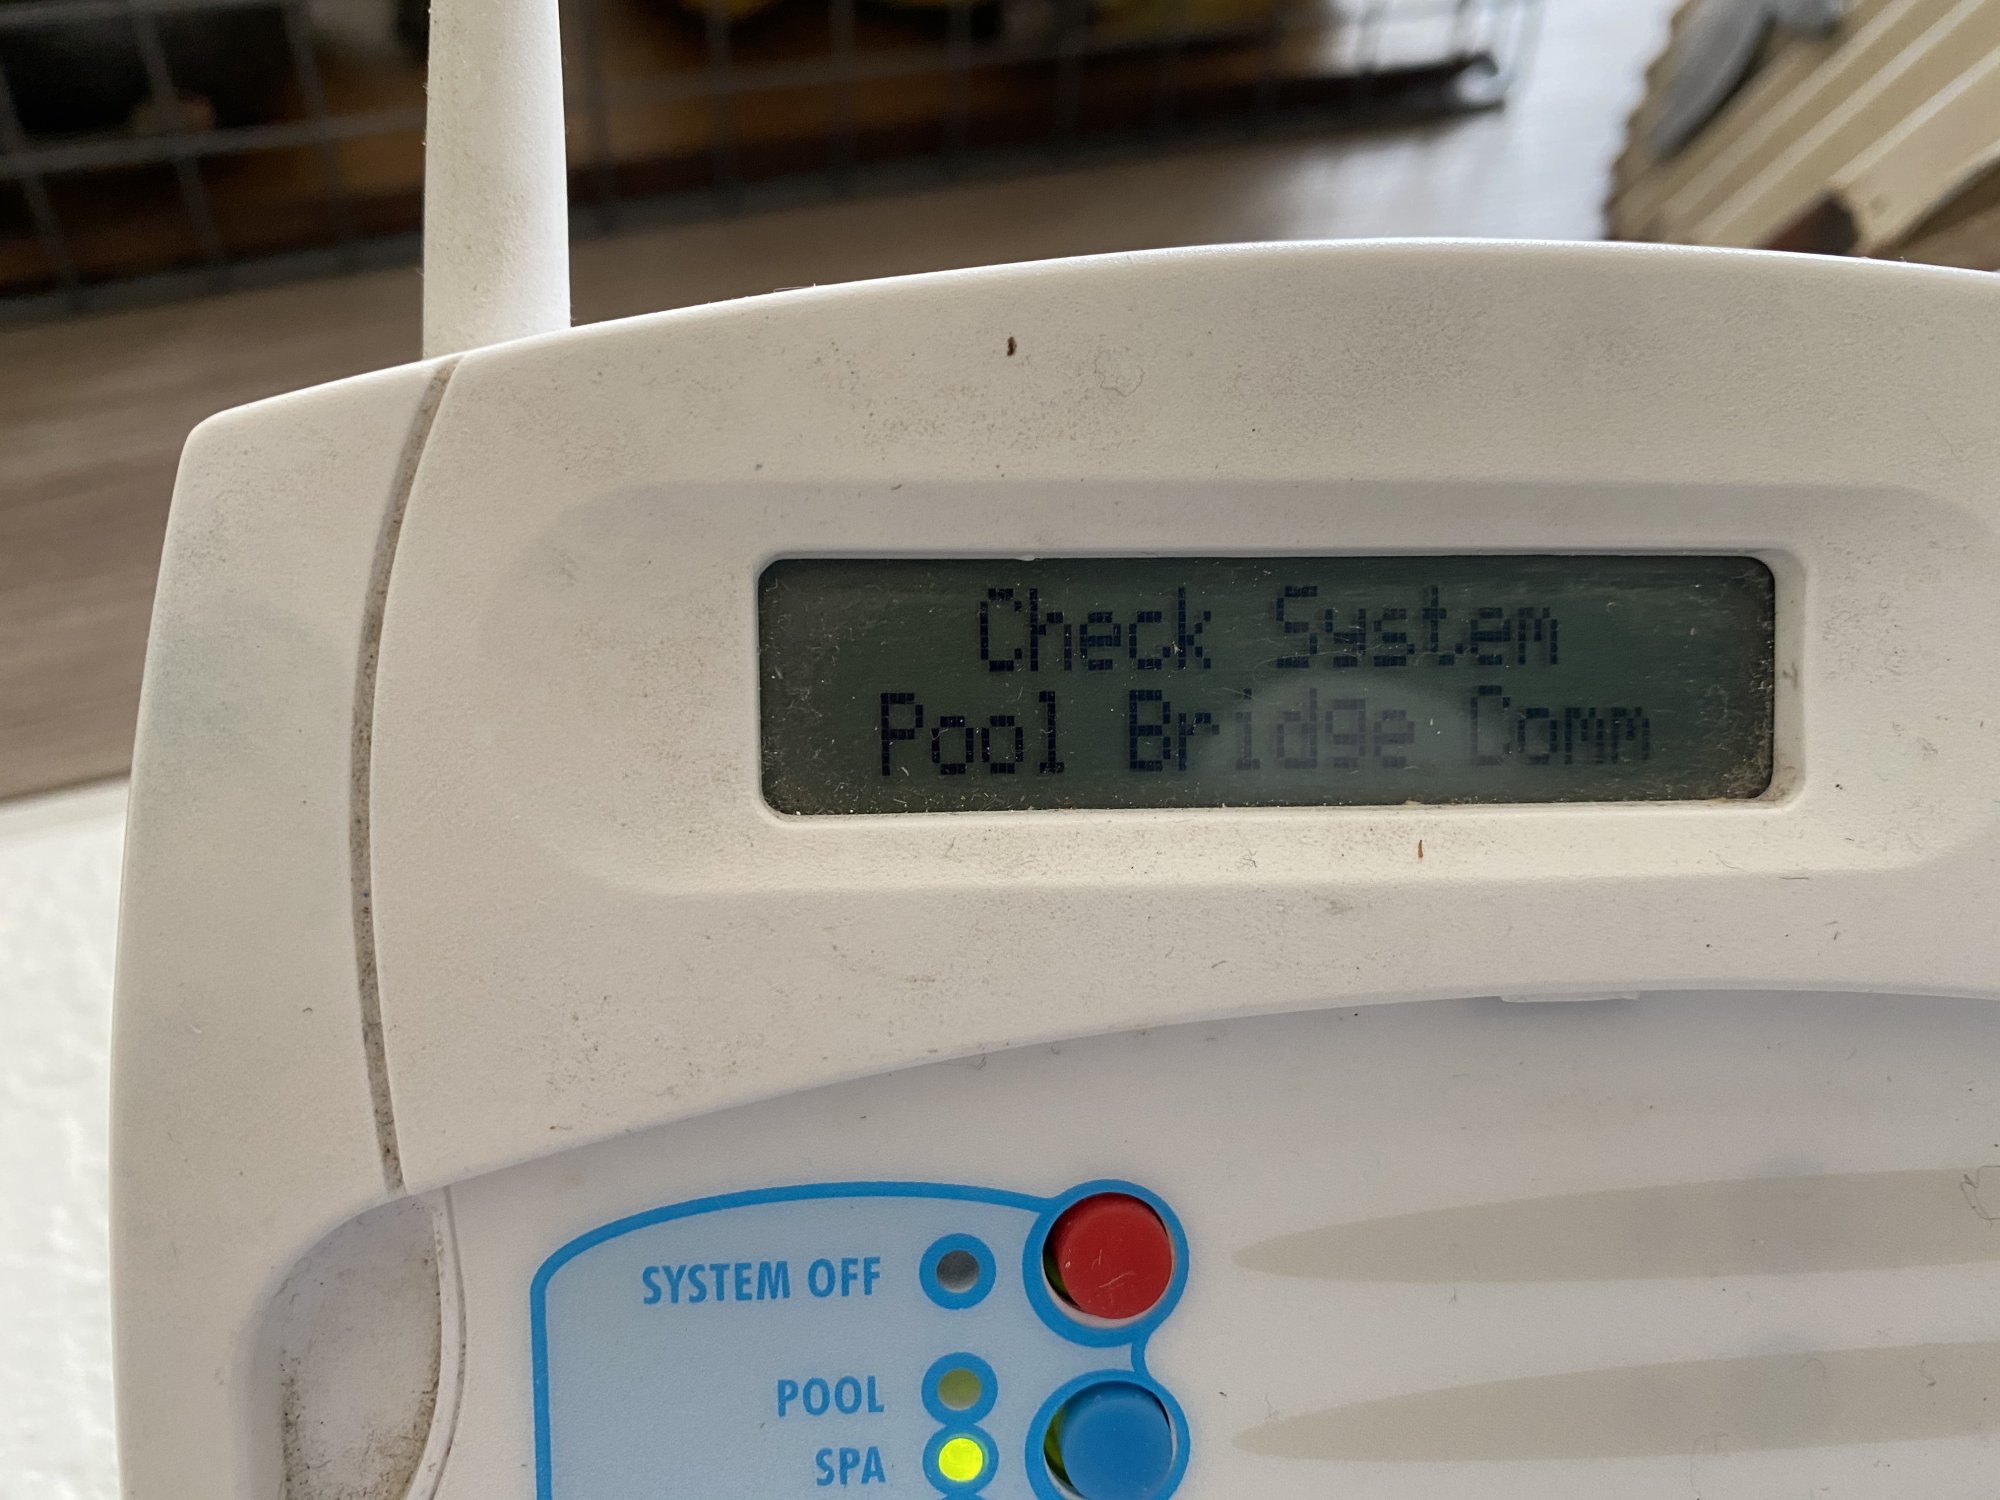 Check System
Pool Bridge Comm
SYSTEM OFF
POOL
SPA